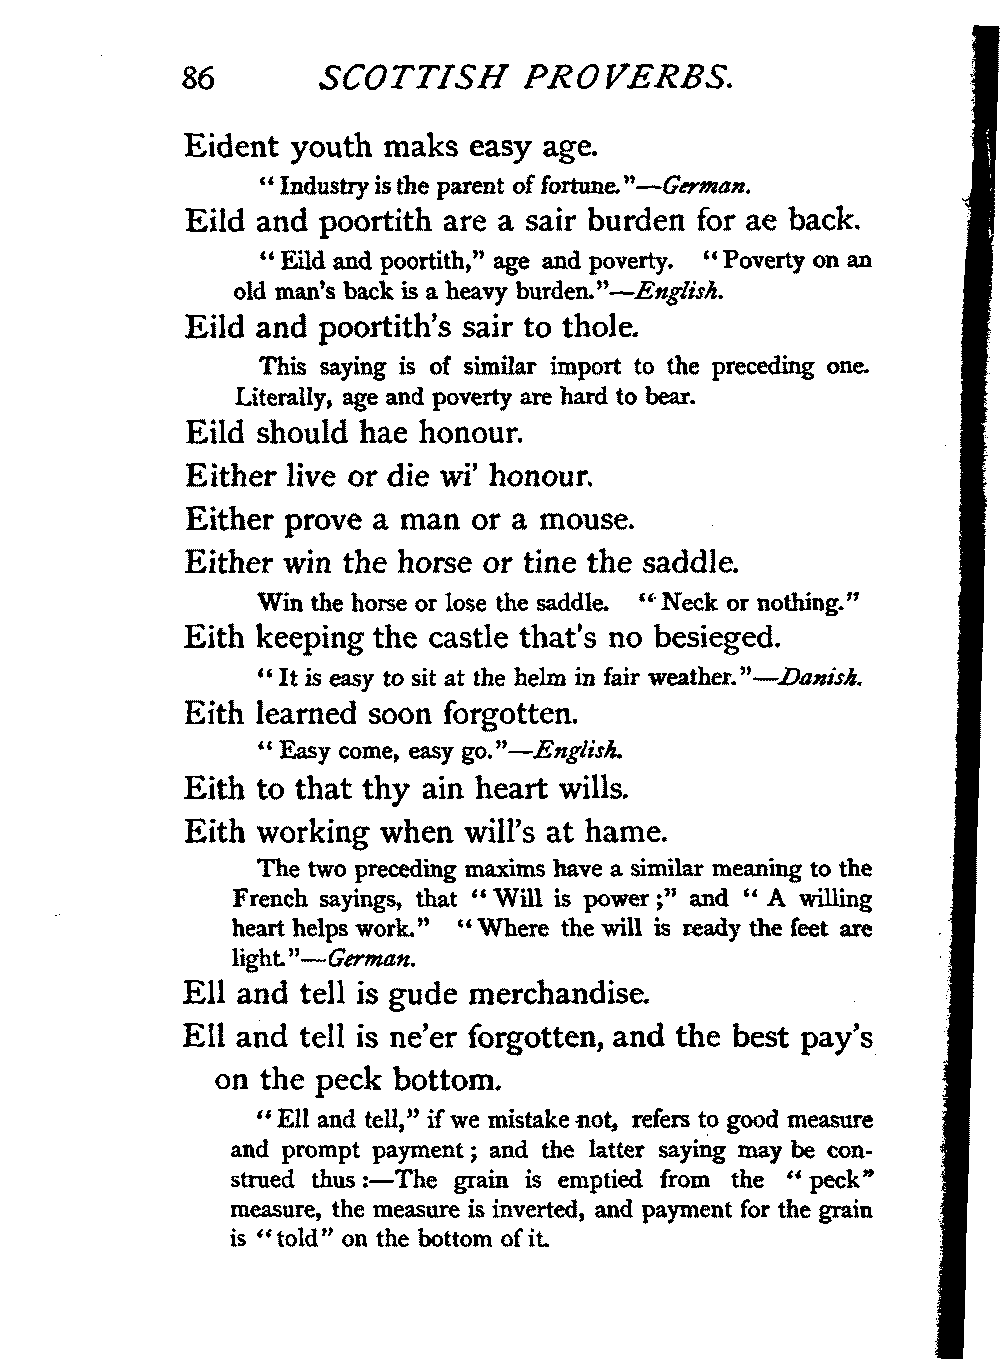 86 SCOTTISH PROVERBS.
Eident youth maks easy age.
“Industry is the parent of fortune.”—German.
Eild and poortith are a sair burden for ae back.
“Eild and poortith,” age and poverty. “Poverty on an
old man's back is a heavy burden.”—English.
Eild and poortith's sair to thole.
This saying is of similar import to the preceding one.
Literally, age and poverty are hard to bear.
Eild should hae honour.
Either live or die wi' honour.
Either prove a man or a mouse.
Either win the horse or tine the saddle.
Win the horse or lose the saddle. “Neck or nothing.”
Eith keeping the castle that's no besieged.
“It is easy to sit at the helm in fair weather.”—Danish.
Eith learned soon forgotten.
“Easy come, easy go.”—English.
Eith to that thy ain heart wills.
Eith working when will's at hame.
The two preceding maxims have a similar meaning to the
French sayings, that “Will is power;” and “A willing
heart helps work.” “Where the will is ready the feet are
light.”—German.
Ell and tell is gude merchandise.
Ell and tell is ne'er forgotten, and the best pay's
on the peck bottom.
“Ell and tell,” if we mistake not, refers to good measure
and prompt payment; and the latter saying may be con-
strued thus:—The grain is emptied from the “peck”
measure, the measure is inverted, and payment for the grain
is “told” on the bottom of it.